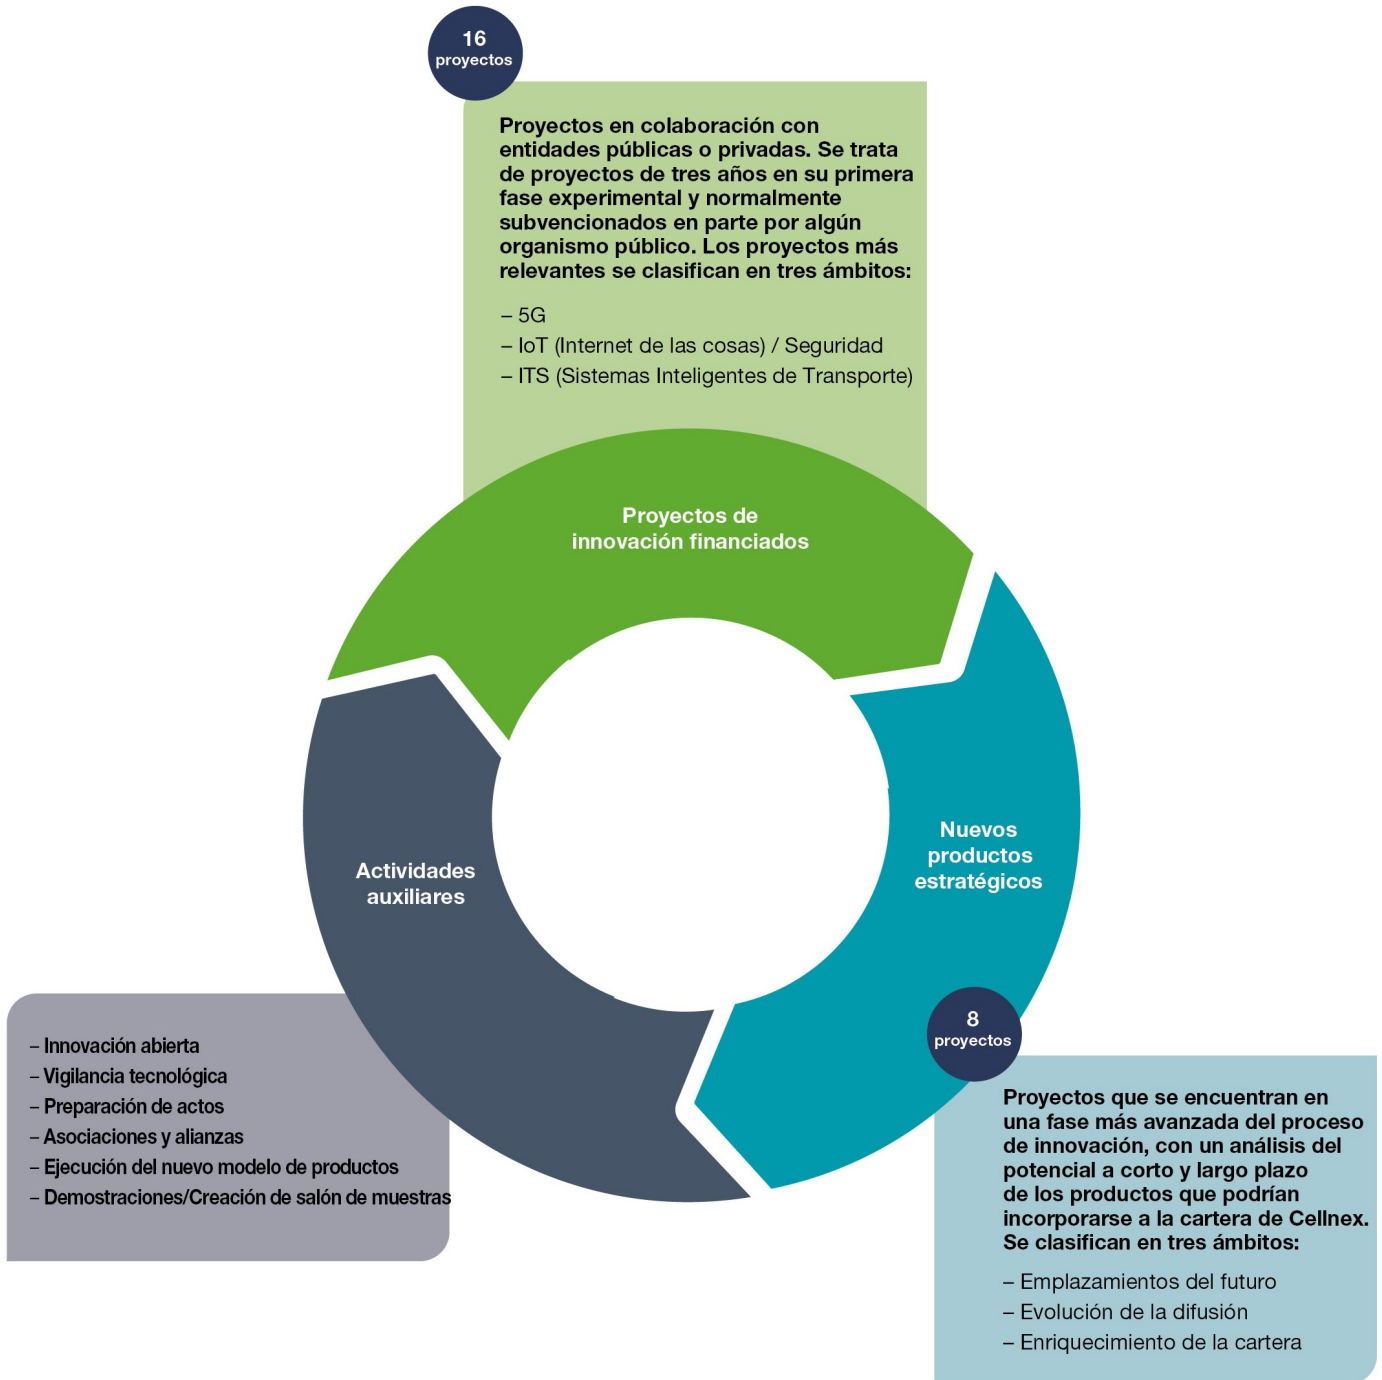 16
proyectos
Proyectos en colaboración con
entidades públicas o privadas. Se trata
de proyectos de tres años en su primera
fase experimental y normalmente
subvencionados en parte por algún
organismo público. Los proyectos más
relevantes se clasifican en tres ámbitos:
– 5G
– IoT (Internet de las cosas) / Seguridad
– ITS (Sistemas Inteligentes de Transporte)
Proyectos de
innovación financiados
Nuevos
productos
estratégicos
Actividades
auxiliares
– Innovación abierta
– Vigilancia tecnológica
– Preparación de actos
– Asociaciones y alianzas
– Ejecución del nuevo modelo de productos
– Demostraciones/Creación de salón de muestras
8
proyectos
Proyectos que se encuentran en
una fase más avanzada del proceso
de innovación, con un análisis del
potencial a corto y largo plazo
de los productos que podrían
incorporarse a la cartera de Cellnex.
Se clasifican en tres ámbitos:
– Emplazamientos del futuro
– Evolución de la difusión
– Enriquecimiento de la cartera